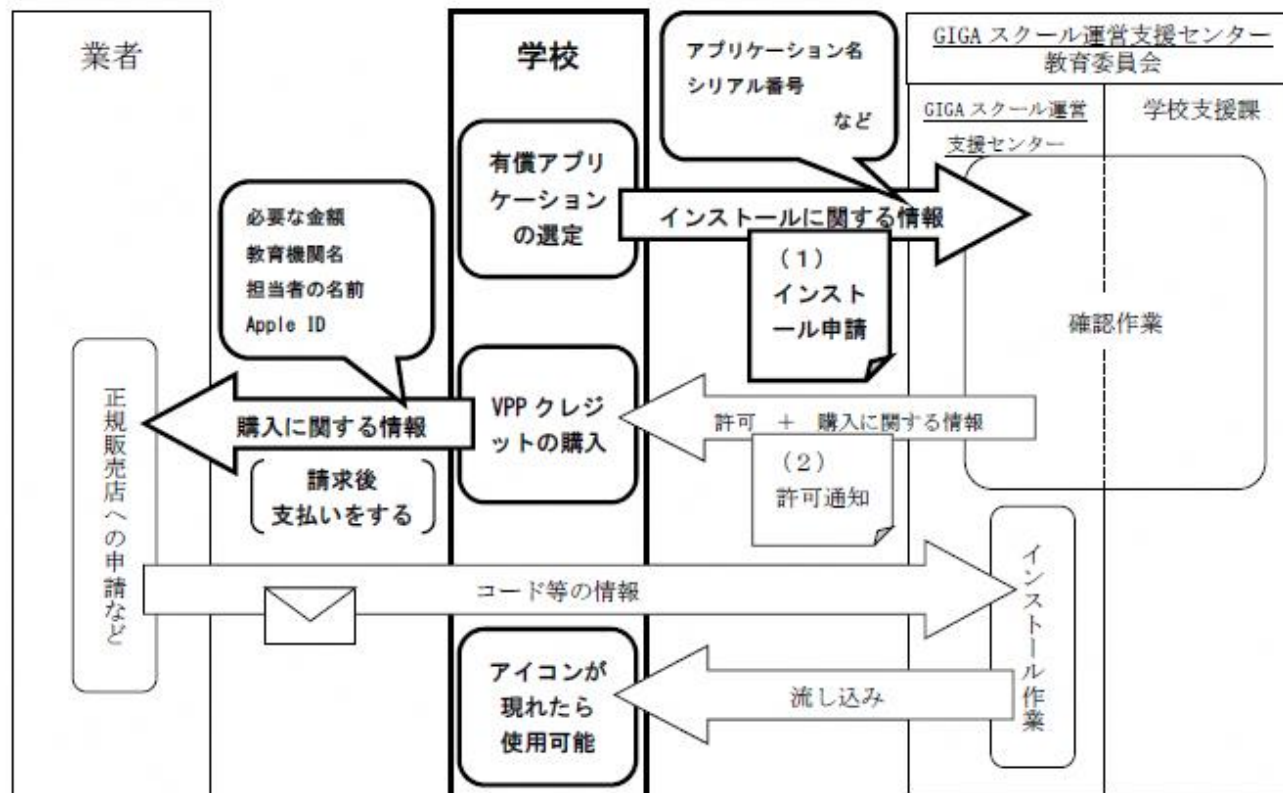 業者
学校
アプリケーション名
シリアル番号
など
GIGA スクール運営支援センター
教育委員会
GIGA スクール運営
支援センター
学校支援課
有償アプリ
ケーション
の選定
インストールに関する情報
(1)
インスト
ール申請
確認作業
必要な金額
教育機関名
担当者の名前
Apple ID
正規販売店への申請など
購入に関する情報
請求後
支払いをする
VPP クレジ
ットの購入
許可 + 購入に関する情報
(2)
許可通知
コード等の情報
インストール作業
アイコンが
現れたら
使用可能
流し込み